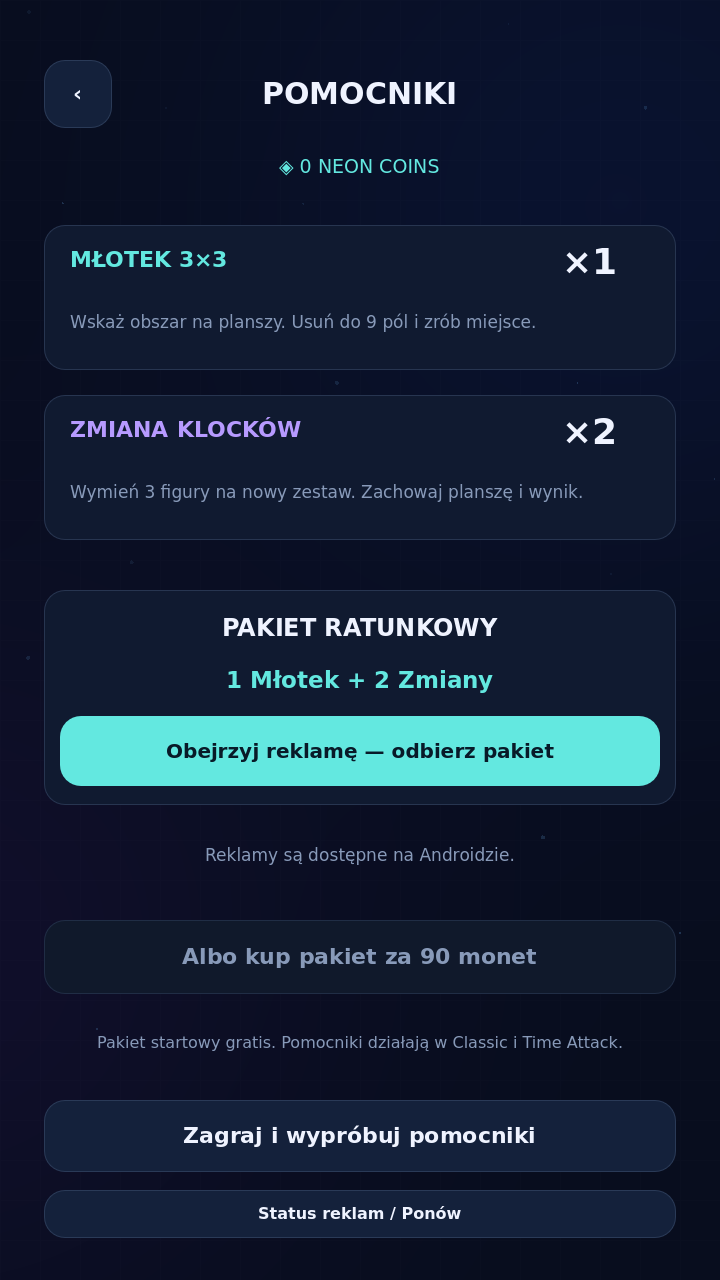 ‹
POMOCNIKI
◈ 0 NEON COINS
MŁOTEK 3×3
×1
Wskaż obszar na planszy. Usuń do 9 pól i zrób miejsce.
ZMIANA KLOCKÓW
×2
Wymień 3 figury na nowy zestaw. Zachowaj planszę i wynik.
PAKIET RATUNKOWY
1 Młotek + 2 Zmiany
Obejrzyj reklamę — odbierz pakiet
Reklamy są dostępne na Androidzie.
Albo kup pakiet za 90 monet
Pakiet startowy gratis. Pomocniki działają w Classic i Time Attack.
Zagraj i wypróbuj pomocniki
Status reklam / Ponów